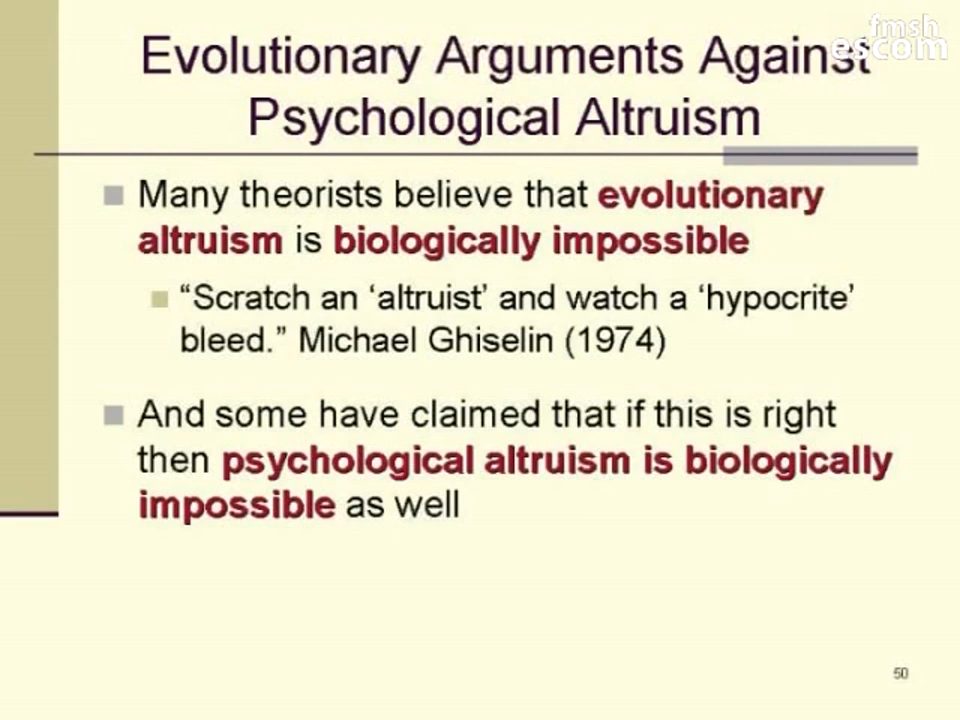 fmsh
escom
Evolutionary Arguments Against
Psychological Altruism
Many theorists believe that evolutionary
altruism is biologically impossible
“Scratch an ‘altruist’ and watch a ‘hypocrite’
bleed.” Michael Ghiselin (1974)
And some have claimed that if this is right
then psychological altruism is biologically
impossible as well
50